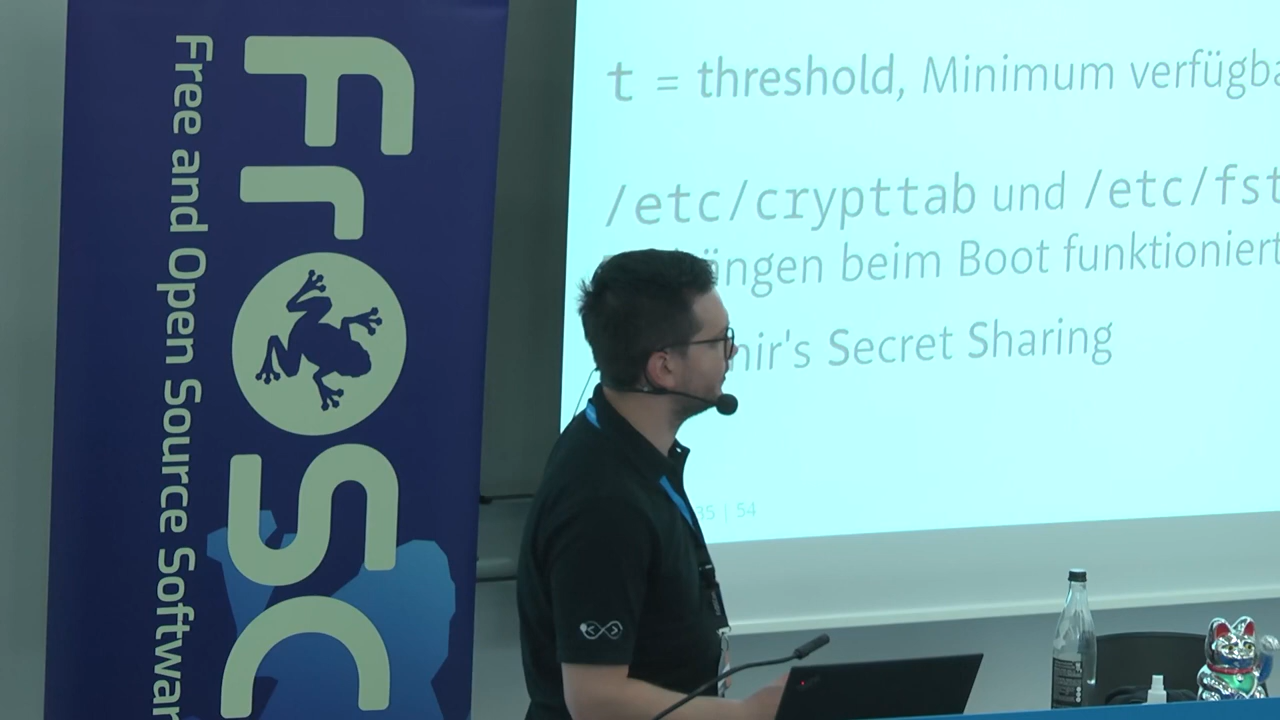 FrOSC
Free and Open Source Softwar
t = threshold, Minimum verfügba
/etc/crypttab und /etc/fst
ängen beim Boot funktioniert
mir's Secret Sharing
35 | 54